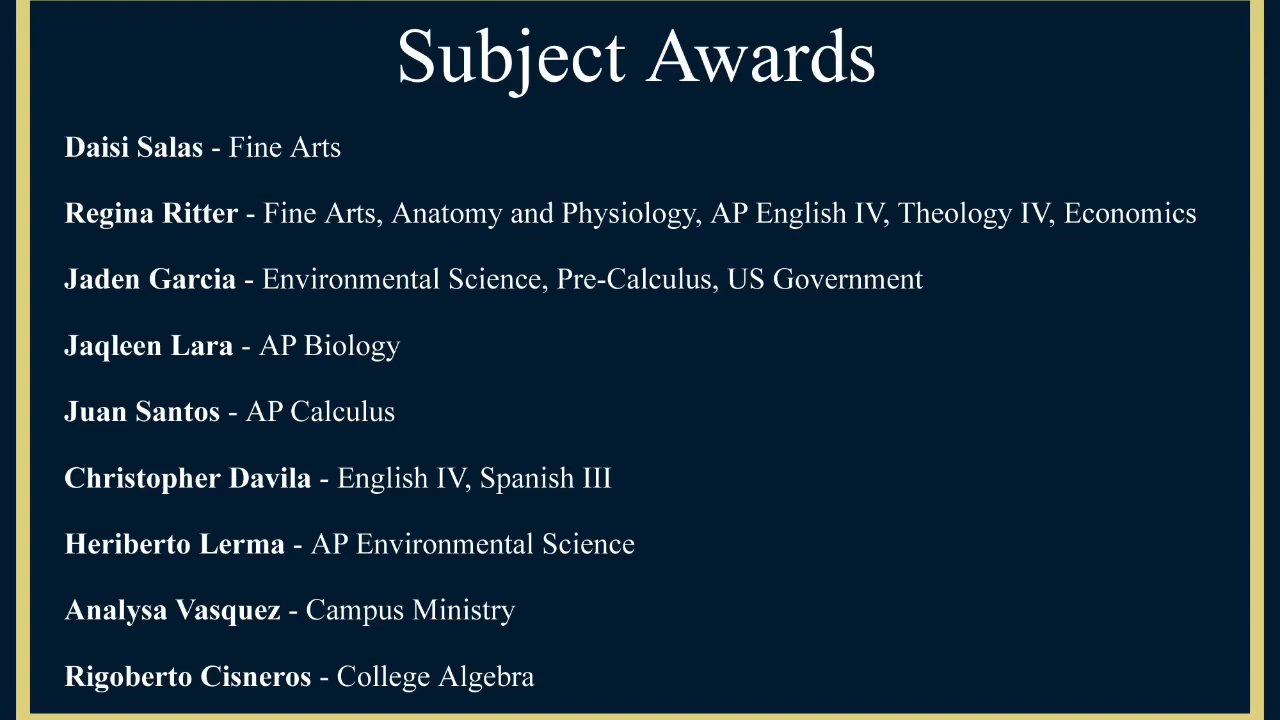 Subject Awards
Daisi Salas - Fine Arts
Regina Ritter - Fine Arts, Anatomy and Physiology, AP English IV, Theology IV, Economics
Jaden Garcia - Environmental Science, Pre-Calculus, US Government
Jaqleen Lara - AP Biology
Juan Santos - AP Calculus
Christopher Davila - English IV, Spanish III
Heriberto Lerma - AP Environmental Science
Analysa Vasquez - Campus Ministry
Rigoberto Cisneros - College Algebra